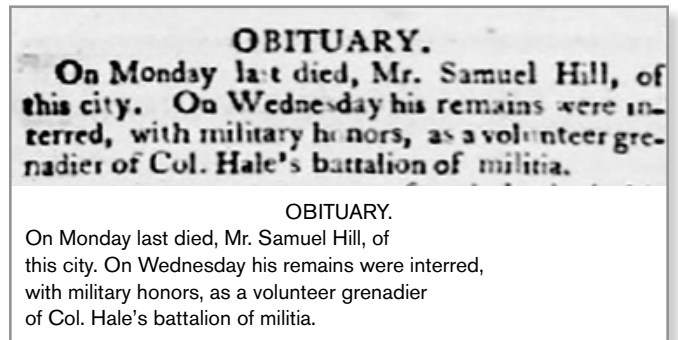 OBITUARY.
On Monday last died, Mr. Samuel Hill, of
this city. On Wednesday his remains were in-
terred, with military honors, as a volunteer gre-
nadier of Col. Hale's battalion of militia.
OBITUARY.
On Monday last died, Mr. Samuel Hill, of
this city. On Wednesday his remains were interred,
with military honors, as a volunteer grenadier
of Col. Hale's battalion of militia.